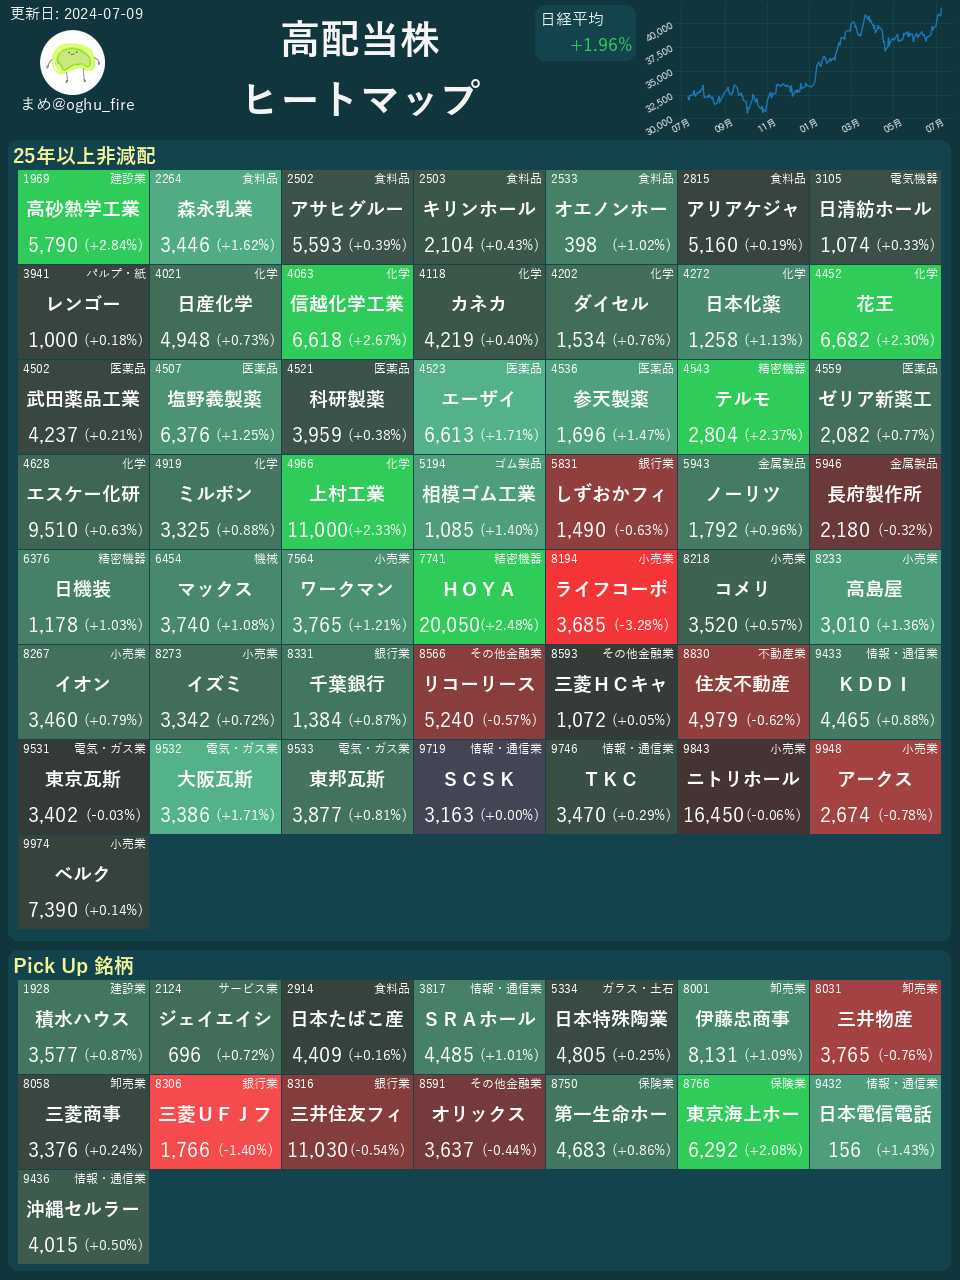 更新日: 2024-07-09
まめ@oghu_fire
高配当株
ヒートマップ
日経平均
+1.96%
40,000
37,500
35,000
32,500
30,000
07月 09月 11月 01月 03月 05月 07月
25年以上非減配
1969 建設業 2264 食料品 2502 食料品 2503 食料品 2533 食料品 2815 食料品 3105 電気機器
高砂熱学工業 森永乳業 アサヒグルー キリンホール オエノンホー アリアケジャ 日清紡ホール
5,790 (+2.84%) 3,446 (+1.62%) 5,593 (+0.39%) 2,104 (+0.43%) 398 (+1.02%) 5,160 (+0.19%) 1,074 (+0.33%)
3941 パルプ・紙 4021 化学 4063 化学 4118 化学 4202 化学 4272 化学 4452 化学
レンゴー 日産化学 信越化学工業 カネカ ダイセル 日本化薬 花王
1,000 (+0.18%) 4,948 (+0.73%) 6,618 (+2.67%) 4,219 (+0.40%) 1,534 (+0.76%) 1,258 (+1.13%) 6,682 (+2.30%)
4502 医薬品 4507 医薬品 4521 医薬品 4523 医薬品 4536 医薬品 4543 精密機器 4559 医薬品
武田薬品工業 塩野義製薬 科研製薬 エーザイ 参天製薬 テルモ ゼリア新薬工
4,237 (+0.21%) 6,376 (+1.25%) 3,959 (+0.38%) 6,613 (+1.71%) 1,696 (+1.47%) 2,804 (+2.37%) 2,082 (+0.77%)
4628 化学 4919 化学 4966 化学 5194 ゴム製品 5831 銀行業 5943 金属製品 5946 金属製品
エスケー化研 ミルボン 上村工業 相模ゴム工業 しずおかフィ ノーリツ 長府製作所
9,510 (+0.63%) 3,325 (+0.88%) 11,000(+2.33%) 1,085 (+1.40%) 1,490 (-0.63%) 1,792 (+0.96%) 2,180 (-0.32%)
6376 精密機器 6454 機械 7564 小売業 7741 精密機器 8194 小売業 8218 小売業 8233 小売業
日機装 マックス ワークマン ＨＯＹＡ ライフコーポ コメリ 高島屋
1,178 (+1.03%) 3,740 (+1.08%) 3,765 (+1.21%) 20,050(+2.48%) 3,685 (-3.28%) 3,520 (+0.57%) 3,010 (+1.36%)
8267 小売業 8273 小売業 8331 銀行業 8566 その他金融業 8593 その他金融業 8830 不動産業 9433 情報・通信業
イオン イズミ 千葉銀行 リコーリース 三菱ＨＣキャ 住友不動産 ＫＤＤＩ
3,460 (+0.79%) 3,342 (+0.72%) 1,384 (+0.87%) 5,240 (-0.57%) 1,072 (+0.05%) 4,979 (-0.62%) 4,465 (+0.88%)
9531 電気・ガス業 9532 電気・ガス業 9533 電気・ガス業 9719 情報・通信業 9746 情報・通信業 9843 小売業 9948 小売業
東京瓦斯 大阪瓦斯 東邦瓦斯 ＳＣＳＫ ＴＫＣ ニトリホール アークス
3,402 (-0.03%) 3,386 (+1.71%) 3,877 (+0.81%) 3,163 (+0.00%) 3,470 (+0.29%) 16,450(-0.06%) 2,674 (-0.78%)
9974 小売業
ベルク
7,390 (+0.14%)
Pick Up 銘柄
1928 建設業 2124 サービス業 2914 食料品 3817 情報・通信業 5334 ガラス・土石 8001 卸売業 8031 卸売業
積水ハウス ジェイエイシ 日本たばこ産 ＳＲＡホール 日本特殊陶業 伊藤忠商事 三井物産
3,577 (+0.87%) 696 (+0.72%) 4,409 (+0.16%) 4,485 (+1.01%) 4,805 (+0.25%) 8,131 (+1.09%) 3,765 (-0.76%)
8058 卸売業 8306 銀行業 8316 銀行業 8591 その他金融業 8750 保険業 8766 保険業 9432 情報・通信業
三菱商事 三菱ＵＦＪフ 三井住友フィ オリックス 第一生命ホー 東京海上ホー 日本電信電話
3,376 (+0.24%) 1,766 (-1.40%) 11,030(-0.54%) 3,637 (-0.44%) 4,683 (+0.86%) 6,292 (+2.08%) 156 (+1.43%)
9436 情報・通信業
沖縄セルラー
4,015 (+0.50%)